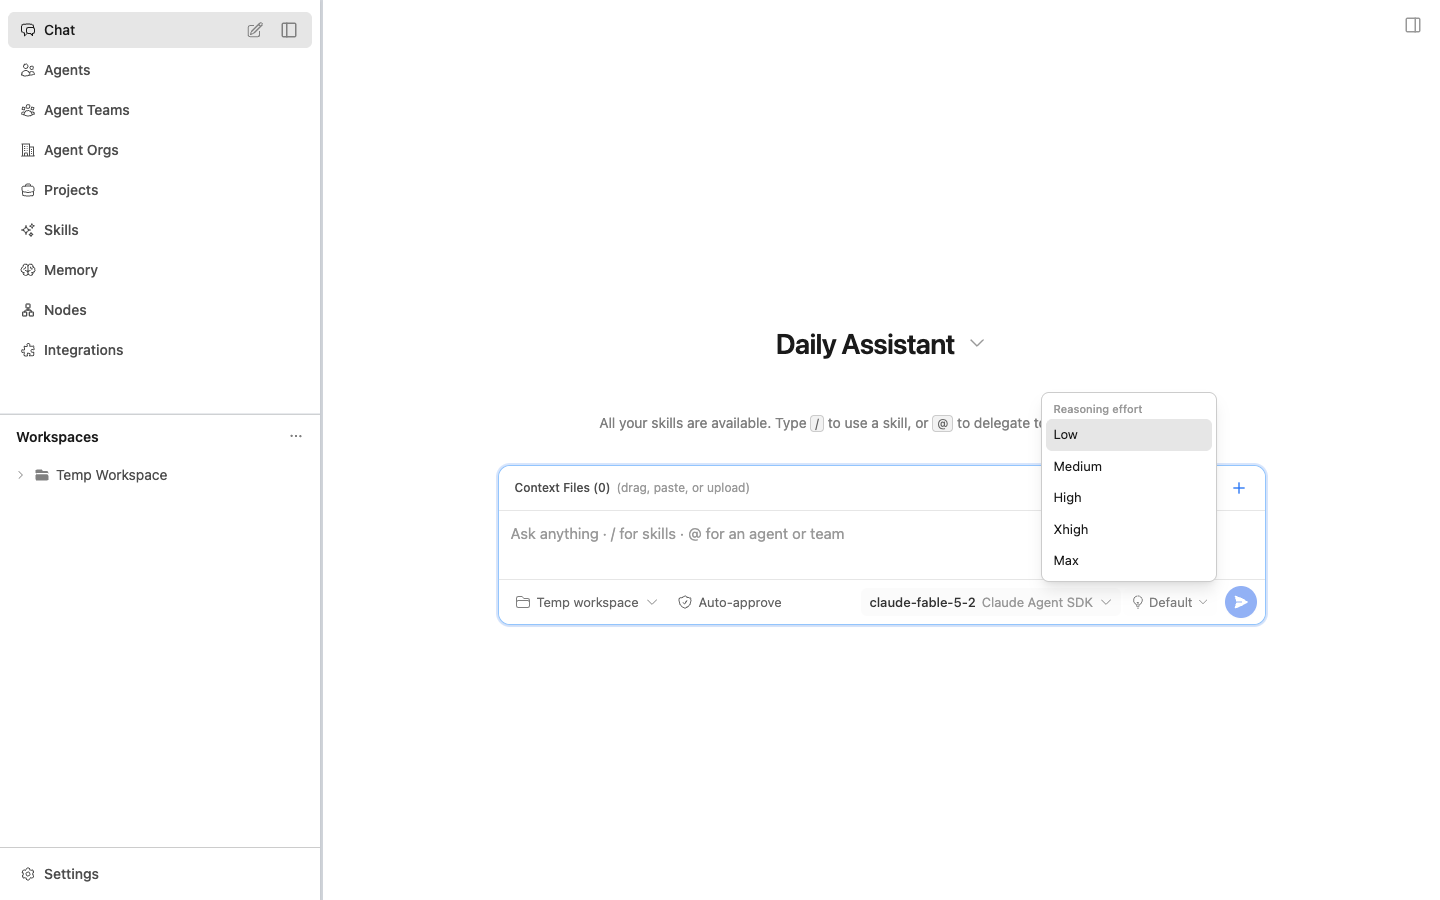 Chat
Agents
Agent Teams
Agent Orgs
Projects
Skills
Memory
Nodes
Integrations
Workspaces
Temp Workspace
Settings
Daily Assistant
All your skills are available. Type / to use a skill, or @ to delegate to
Reasoning effort
Low
Medium
High
Xhigh
Max
Context Files (0) (drag, paste, or upload)
Ask anything · / for skills · @ for an agent or team
Temp workspace Auto-approve claude-fable-5-2 Claude Agent SDK Default